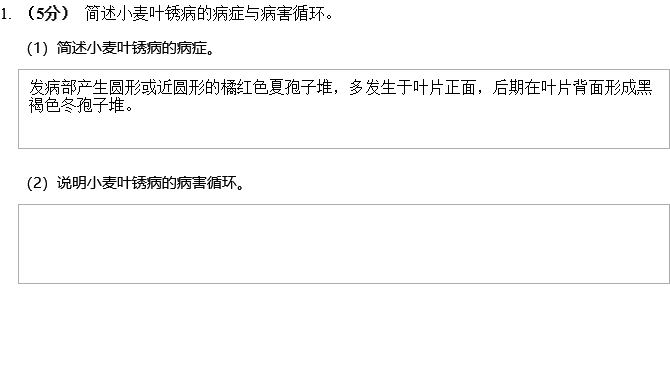 1. （5分） 简述小麦叶锈病的病症与病害循环。
（1）简述小麦叶锈病的病症。
发病部产生圆形或近圆形的橘红色夏孢子堆，多发生于叶片正面，后期在叶片背面形成黑
褐色冬孢子堆。
（2）说明小麦叶锈病的病害循环。